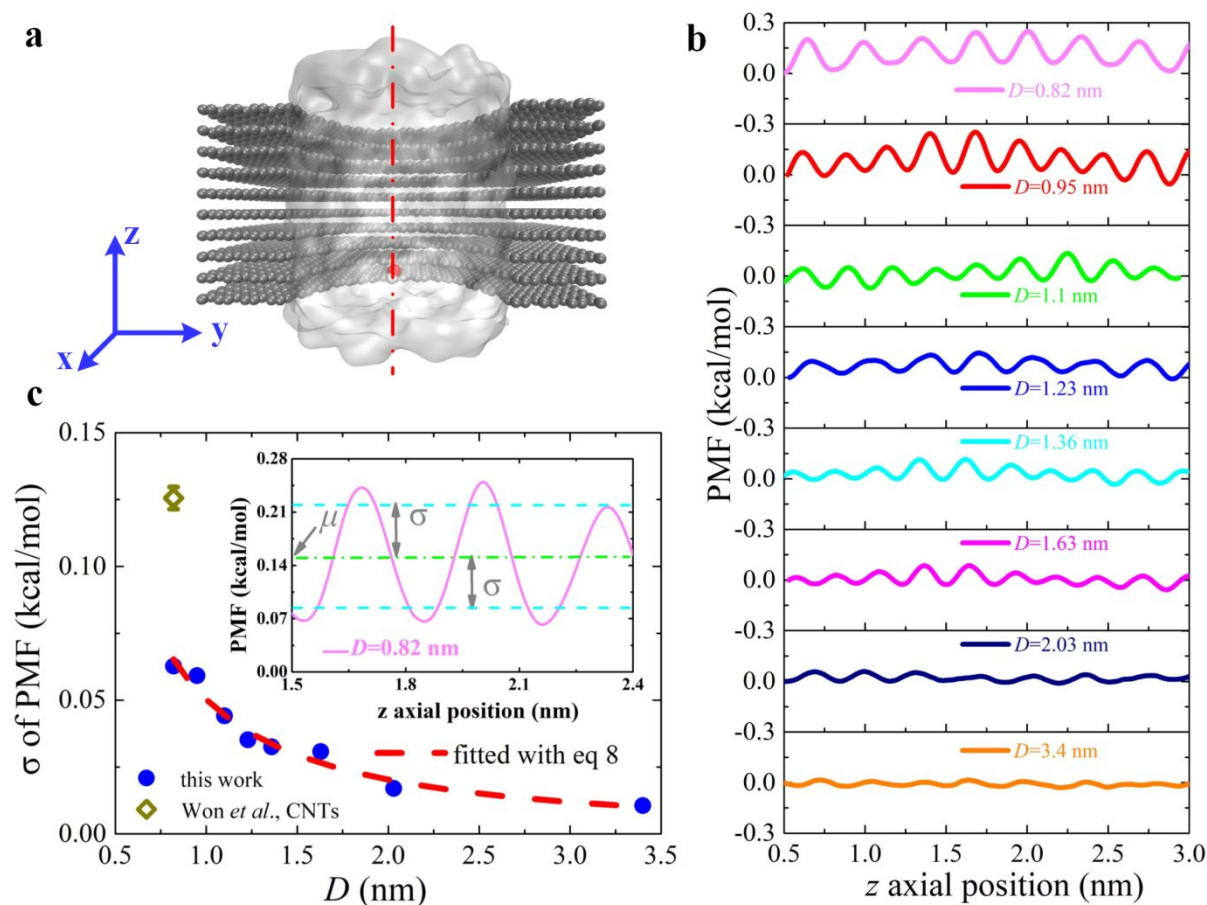 a
z
y
x
b
PMF (kcal/mol)
0.3
0.0
-0.3
D=0.82 nm
0.0
-0.3
D=0.95 nm
0.0
-0.3
D=1.1 nm
0.0
-0.3
D=1.23 nm
0.0
-0.3
D=1.36 nm
0.0
-0.3
D=1.63 nm
0.0
-0.3
D=2.03 nm
0.0
-0.3
D=3.4 nm
0.5 1.0 1.5 2.0 2.5 3.0
z axial position (nm)
c
σ of PMF (kcal/mol)
0.15
0.10
0.05
0.00
0.5 1.0 1.5 2.0 2.5 3.0 3.5
D (nm)
this work
Won et al., CNTs
fitted with eq 8
PMF (kcal/mol)
0.28
0.21
0.14
0.07
0.00
μ
σ
σ
D=0.82 nm
1.5 1.8 2.1 2.4
z axial position (nm)